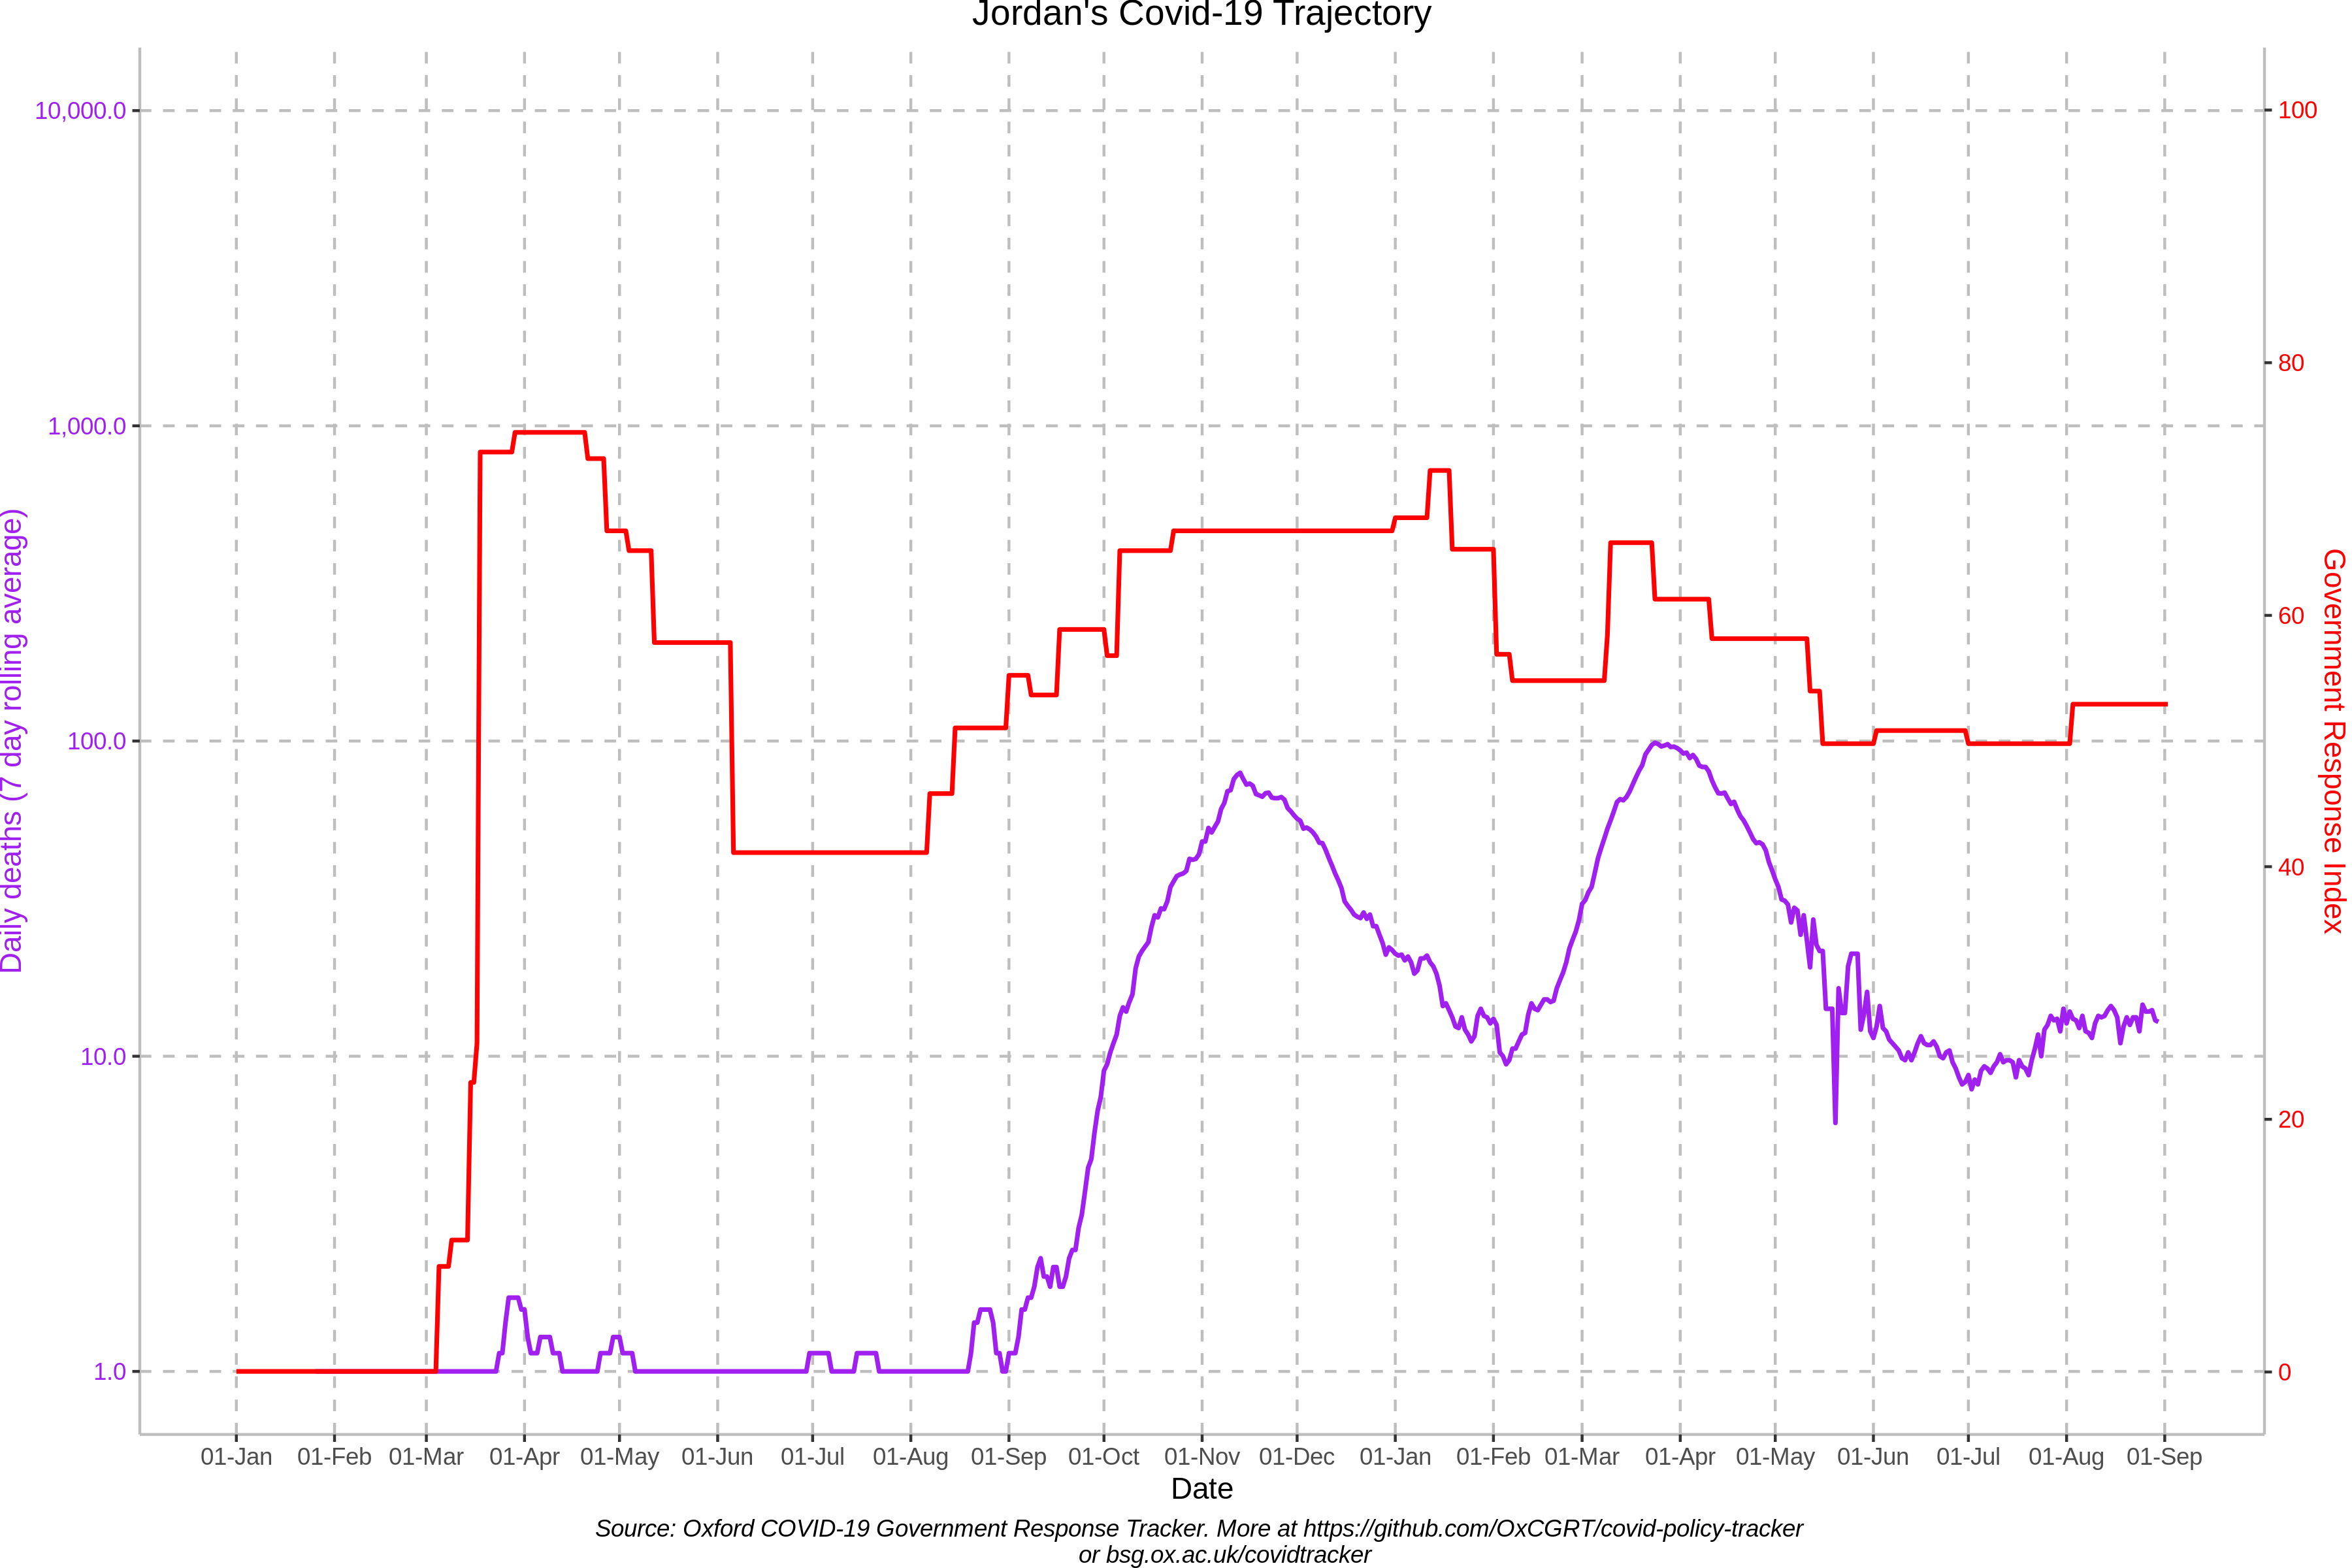 Jordan's Covid-19 Trajectory
Daily deaths (7 day rolling average)
10,000.0
1,000.0
100.0
10.0
1.0
100
80
60
40
20
0
Government Response Index
01-Jan 01-Feb 01-Mar 01-Apr 01-May 01-Jun 01-Jul 01-Aug 01-Sep 01-Oct 01-Nov 01-Dec 01-Jan 01-Feb 01-Mar 01-Apr 01-May 01-Jun 01-Jul 01-Aug 01-Sep
Date
Source: Oxford COVID-19 Government Response Tracker. More at https://github.com/OxCGRT/covid-policy-tracker
or bsg.ox.ac.uk/covidtracker